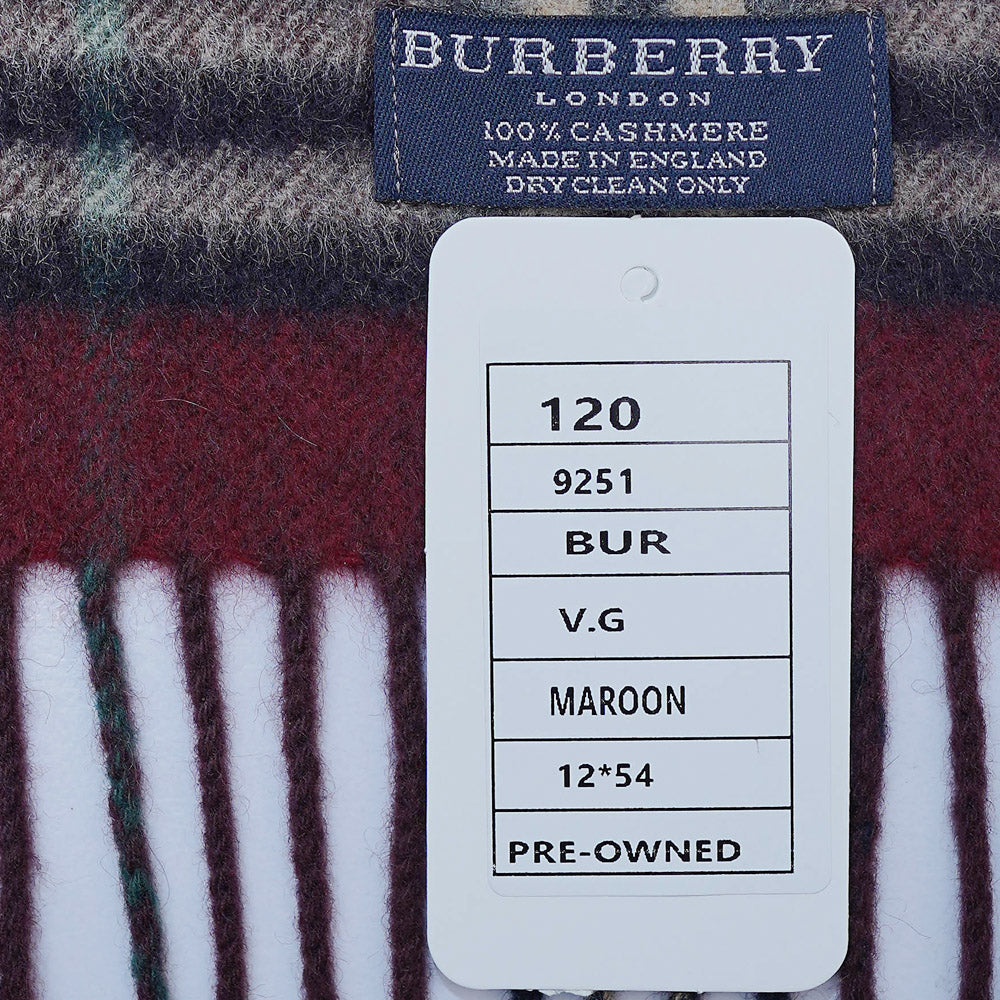 BURBERRY
LONDON
100% CASHMERE
MADE IN ENGLAND
DRY CLEAN ONLY
120
9251
BUR
V.G
MAROON
12*54
PRE-OWNED